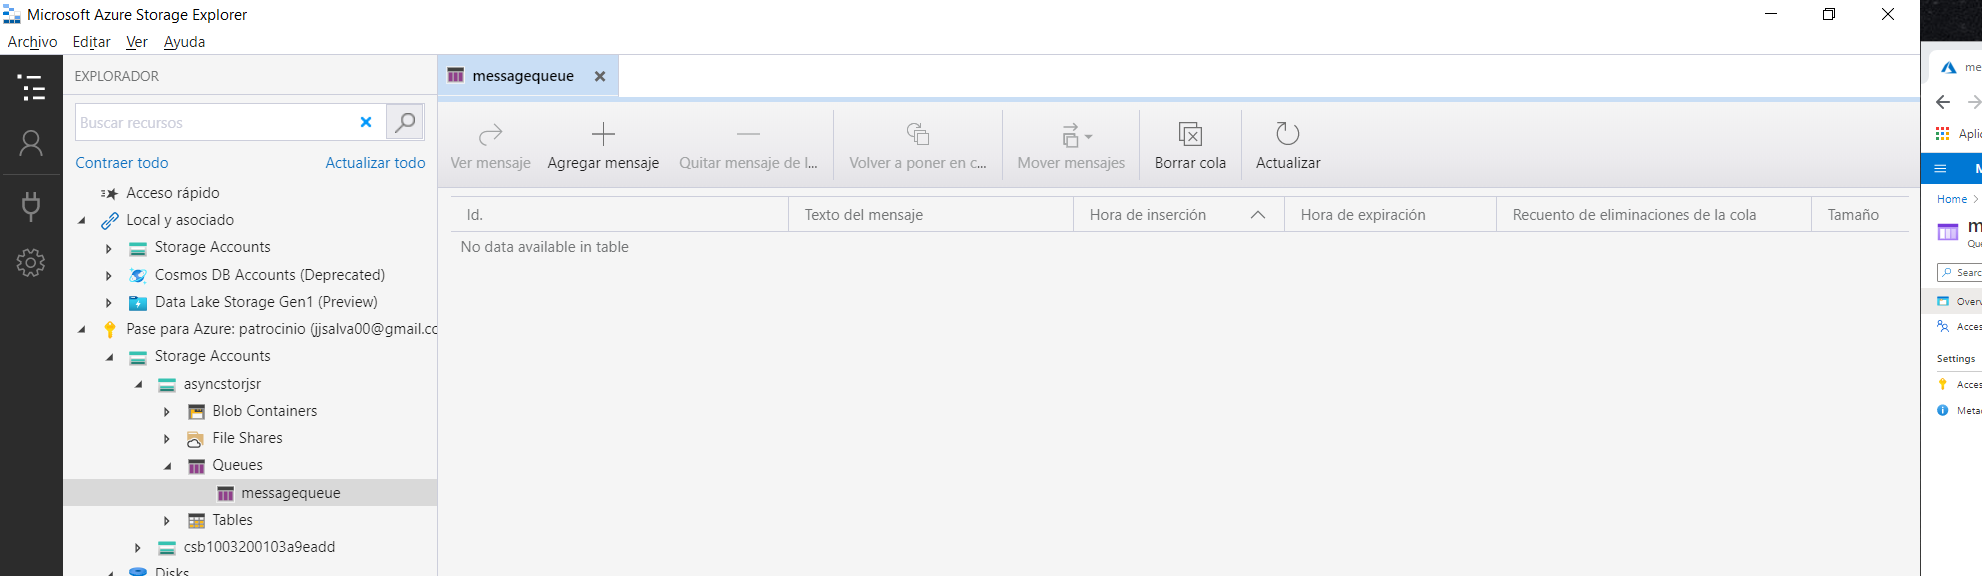 Microsoft Azure Storage Explorer
Archivo Editar Ver Ayuda
EXPLORADOR
Buscar recursos
Contraer todo Actualizar todo
Acceso rápido
Local y asociado
Storage Accounts
Cosmos DB Accounts (Deprecated)
Data Lake Storage Gen1 (Preview)
Pase para Azure: patrocinio (jjsalva00@gmail.co
Storage Accounts
asyncstorjsr
Blob Containers
File Shares
Queues
messagequeue
Tables
csb1003200103a9eadd
Disks
messagequeue
Ver mensaje Agregar mensaje Quitar mensaje de l... Volver a poner en c... Mover mensajes Borrar cola Actualizar
Id. Texto del mensaje Hora de inserción Hora de expiración Recuento de eliminaciones de la cola Tamaño
No data available in table
me
Aplic
M
Home
m
Que
Searc
Overv
Acces
Settings
Acces
Meta